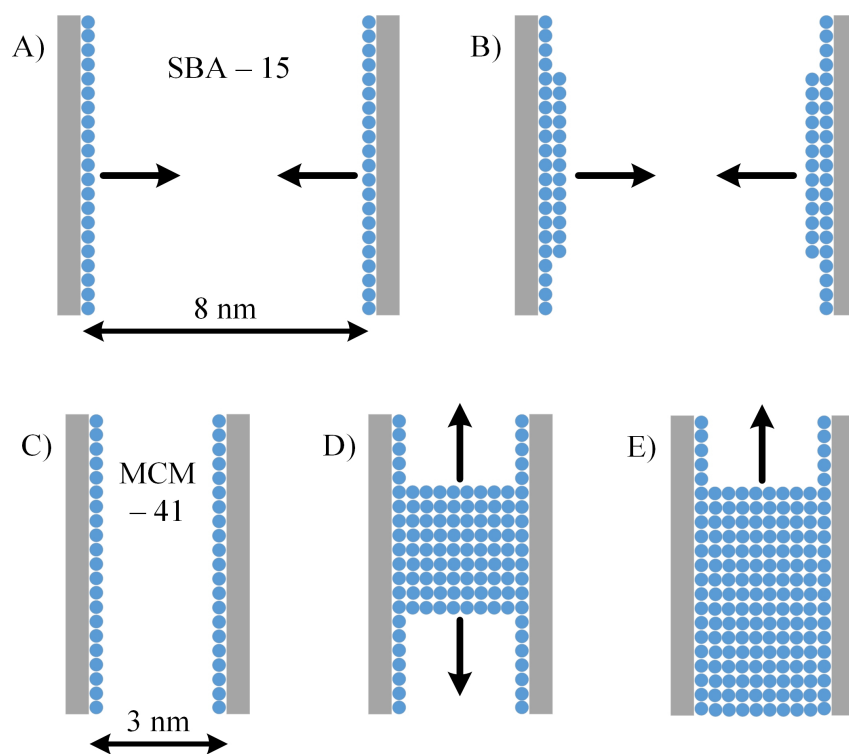 A)
SBA – 15
B)
8 nm
C)
MCM
– 41
D)
E)
3 nm